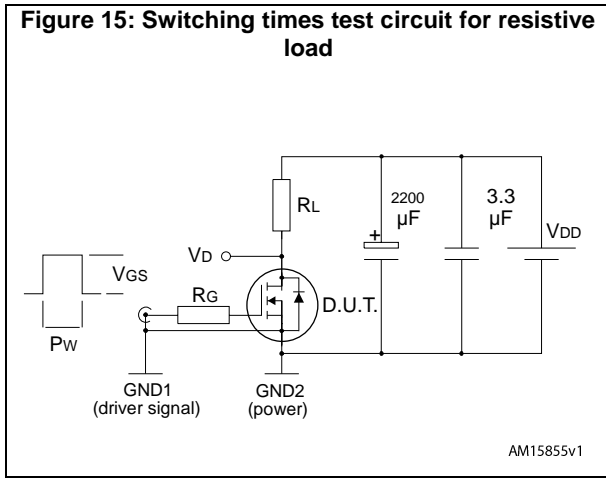 Figure 15: Switching times test circuit for resistive
load
RL
2200
μF
+
3.3
μF
VDD
VD
VGS
RG
D.U.T.
PW
GND1
(driver signal)
GND2
(power)
AM15855v1